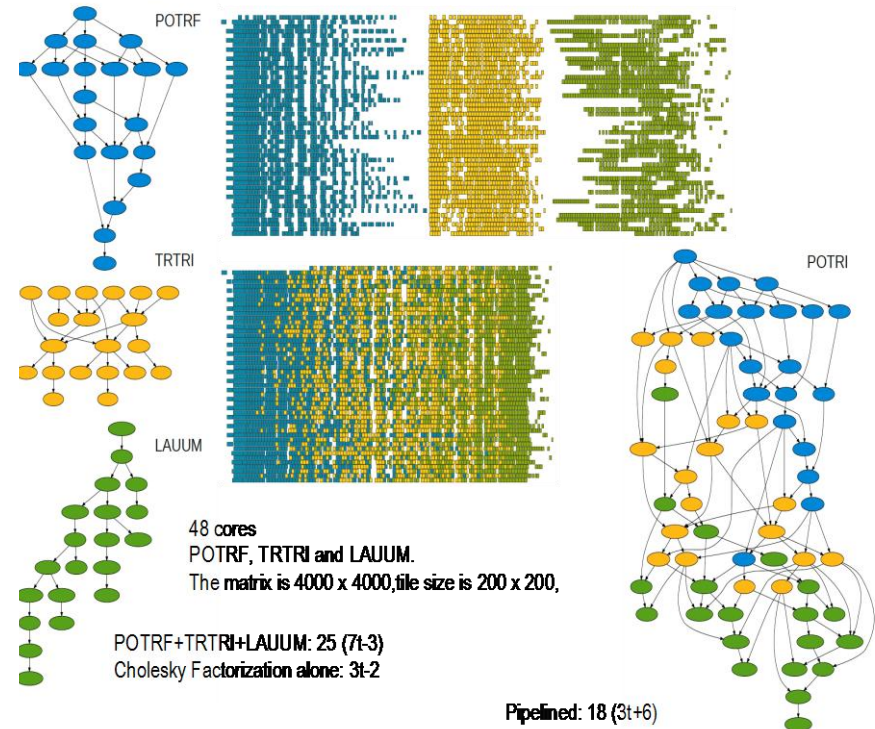 POTRF
TRTRI
POTRI
LAUUM
48 cores
POTRF, TRTRI and LAUUM.
The matrix is 4000 x 4000,tile size is 200 x 200,
POTRF+TRTRI+LAUUM: 25 (7t-3)
Cholesky Factorization alone: 3t-2
Pipelined: 18 (3t+6)